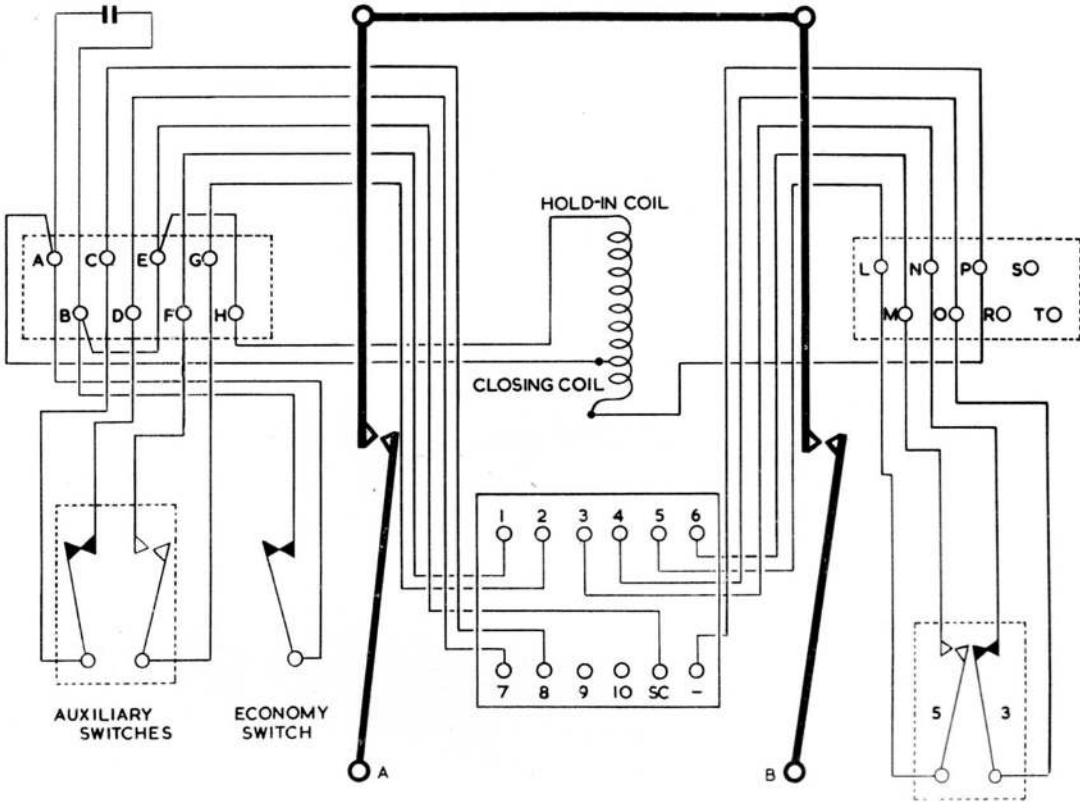 HOLD-IN COIL
A C E G
B D F H
L N P S
M O R T
CLOSING COIL
1 2 3 4 5 6
7 8 9 10 SC -
5 3
AUXILIARY
SWITCHES
ECONOMY
SWITCH
A
B